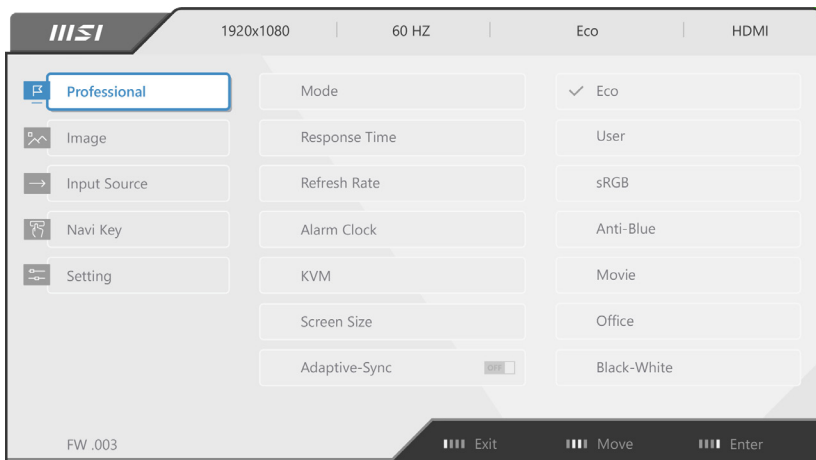 msi
1920x1080 60 HZ Eco HDMI
Professional
Image
Input Source
Navi Key
Setting
Mode
Response Time
Refresh Rate
Alarm Clock
KVM
Screen Size
Adaptive-Sync OFF
Eco
User
sRGB
Anti-Blue
Movie
Office
Black-White
FW .003
Exit Move Enter